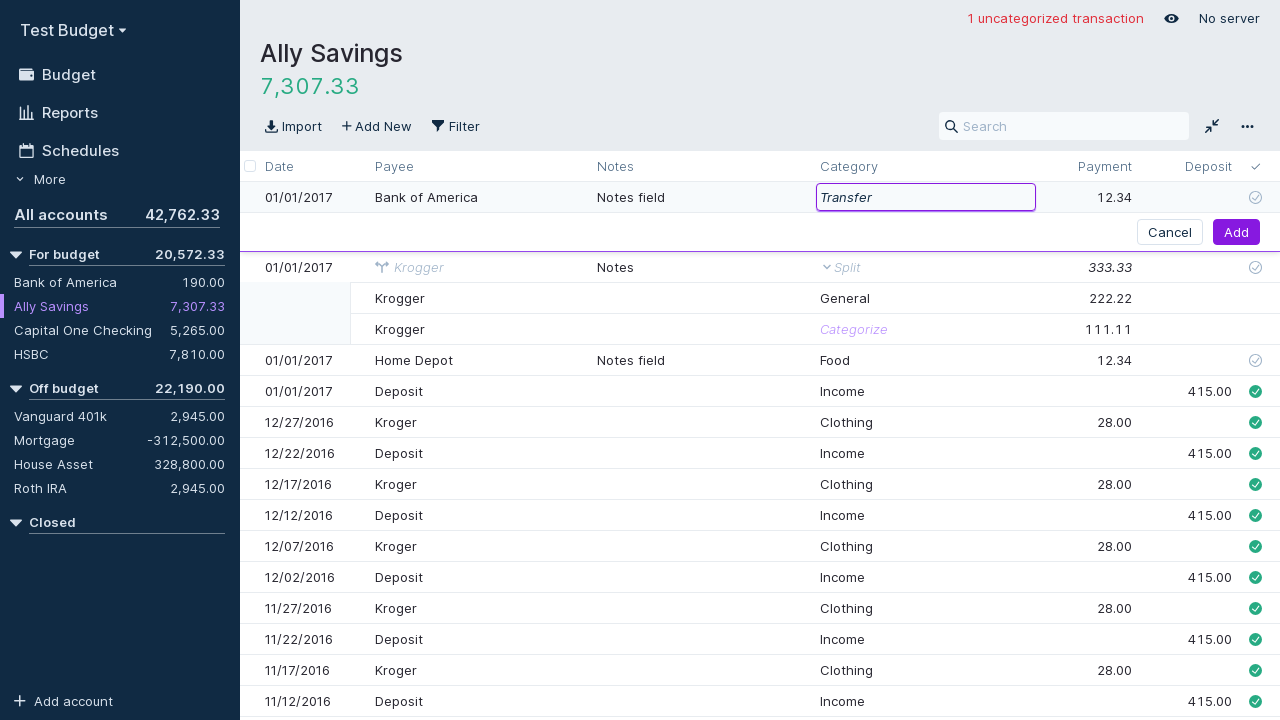 Test Budget
Budget
Reports
Schedules
More
All accounts 42,762.33
For budget 20,572.33
Bank of America 190.00
Ally Savings 7,307.33
Capital One Checking 5,265.00
HSBC 7,810.00
Off budget 22,190.00
Vanguard 401k 2,945.00
Mortgage -312,500.00
House Asset 328,800.00
Roth IRA 2,945.00
Closed
Add account
1 uncategorized transaction No server
Ally Savings
7,307.33
Import Add New Filter Search
Date Payee Notes Category Payment Deposit
01/01/2017 Bank of America Notes field Transfer 12.34
Cancel Add
01/01/2017 Krogger Notes Split 333.33
Krogger General 222.22
Krogger Categorize 111.11
01/01/2017 Home Depot Notes field Food 12.34
01/01/2017 Deposit Income 415.00
12/27/2016 Kroger Clothing 28.00
12/22/2016 Deposit Income 415.00
12/17/2016 Kroger Clothing 28.00
12/12/2016 Deposit Income 415.00
12/07/2016 Kroger Clothing 28.00
12/02/2016 Deposit Income 415.00
11/27/2016 Kroger Clothing 28.00
11/22/2016 Deposit Income 415.00
11/17/2016 Kroger Clothing 28.00
11/12/2016 Deposit Income 415.00